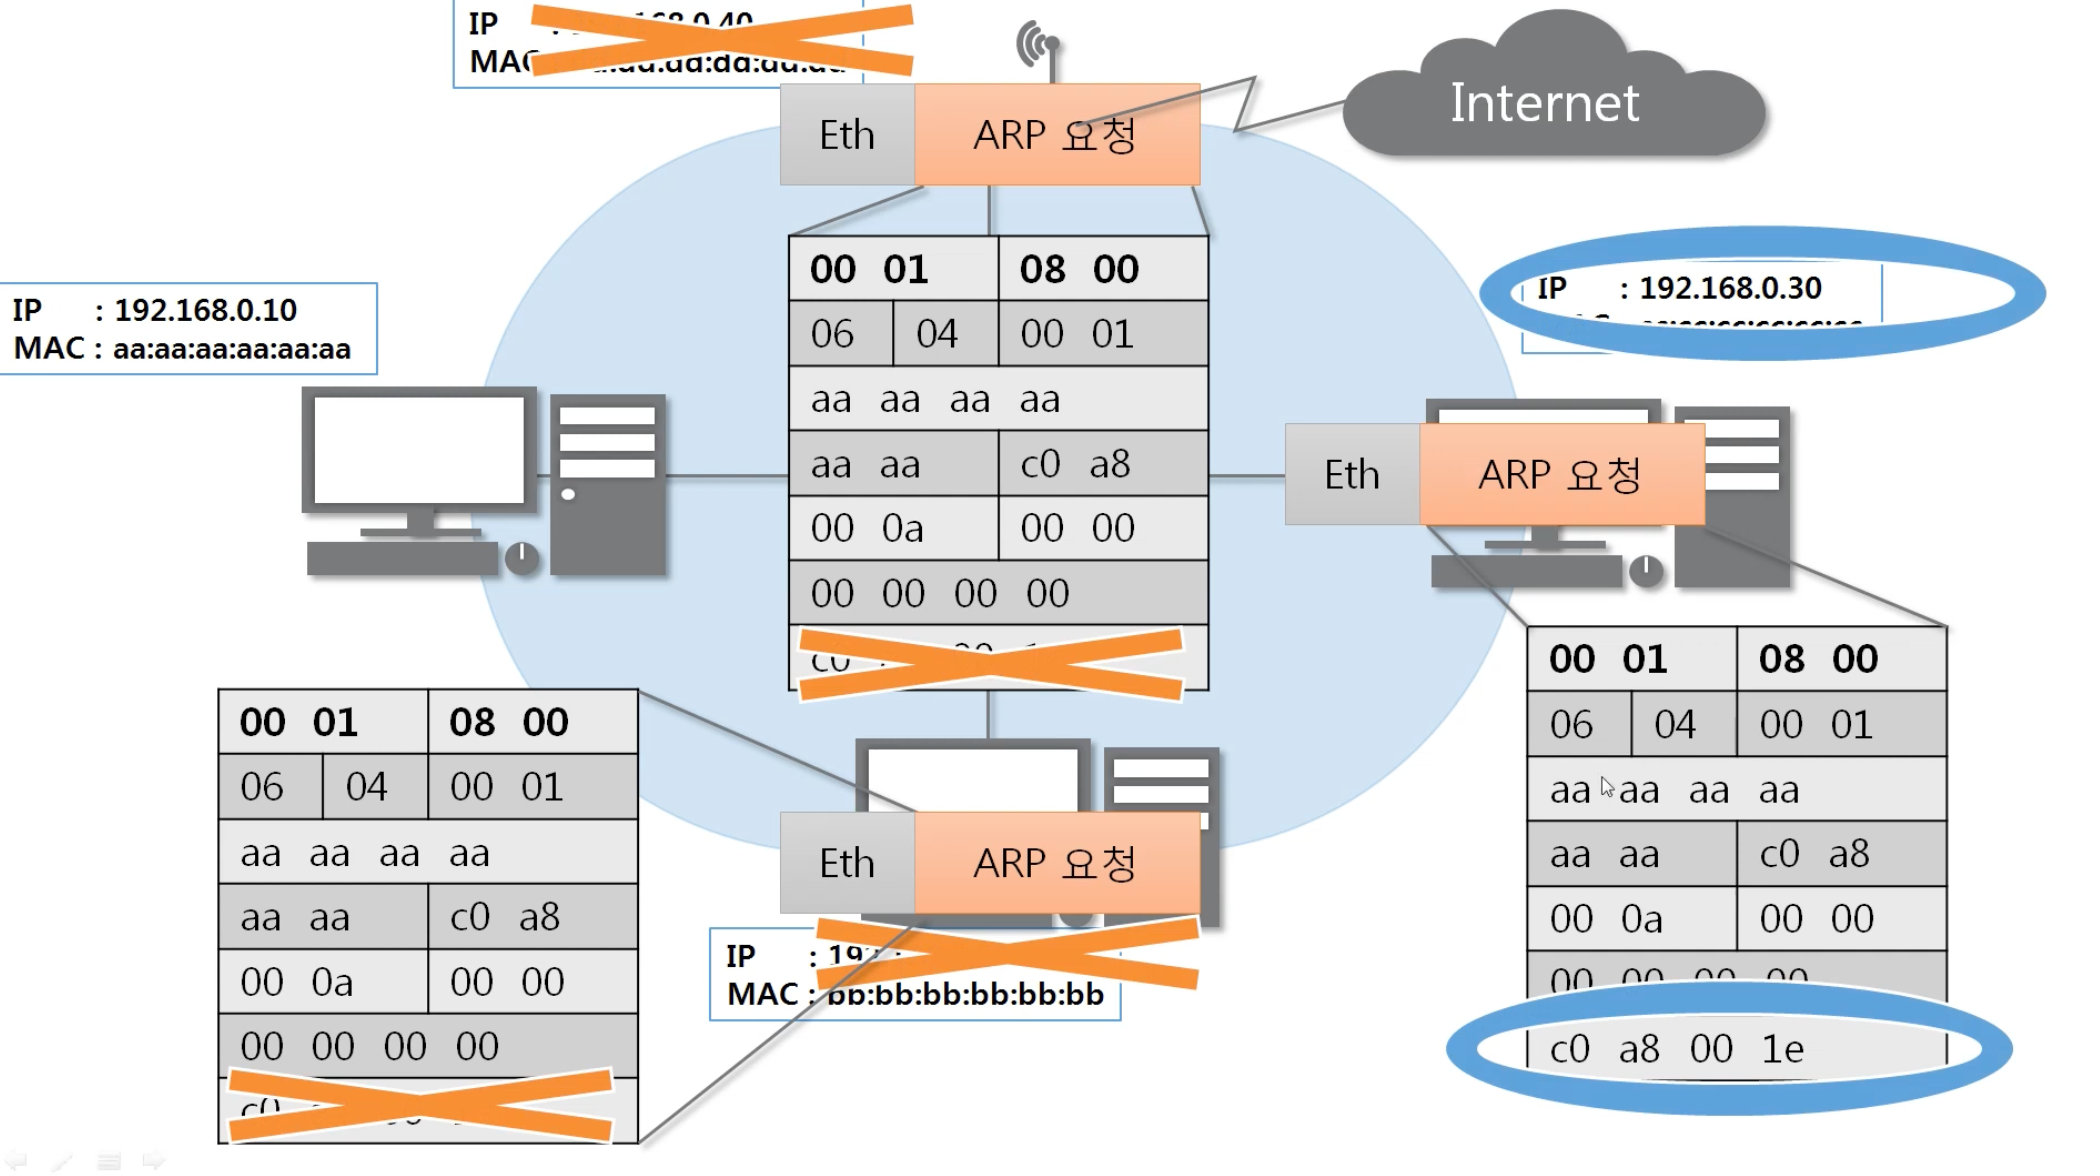 IP :
MAC
Internet
Eth ARP 요청
00 01 08 00
06 04 00 01
aa aa aa aa
aa aa c0 a8
00 0a 00 00
00 00 00 00
c0
IP : 192.168.0.10
MAC : aa:aa:aa:aa:aa:aa
IP : 192.168.0.30
Eth ARP 요청
00 01 08 00
06 04 00 01
aa aa aa aa
aa aa c0 a8
00 0a 00 00
00 00 00 00
c0 a8 00 1e
Eth ARP 요청
IP :
MAC : bb:bb:bb:bb:bb:bb
00 01 08 00
06 04 00 01
aa aa aa aa
aa aa c0 a8
00 0a 00 00
00 00 00 00
c0